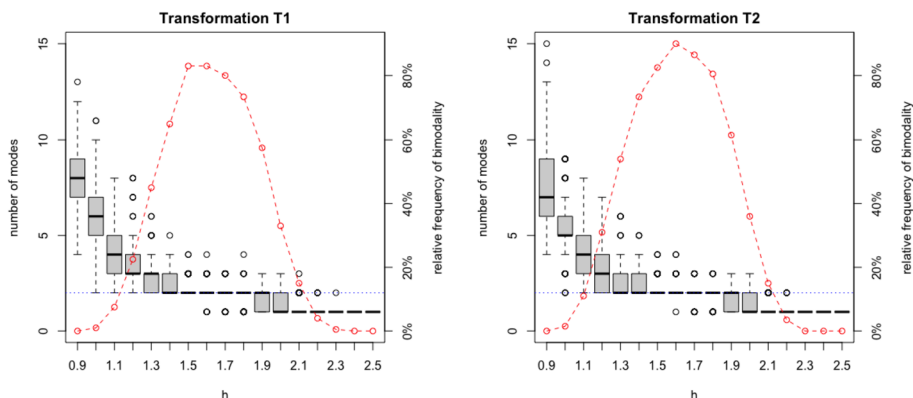 Transformation T1
number of modes
15
10
5
0
80%
60%
40%
20%
0%
relative frequency of bimodality
0.9 1.1 1.3 1.5 1.7 1.9 2.1 2.3 2.5
h
Transformation T2
number of modes
15
10
5
0
80%
60%
40%
20%
0%
relative frequency of bimodality
0.9 1.1 1.3 1.5 1.7 1.9 2.1 2.3 2.5
h